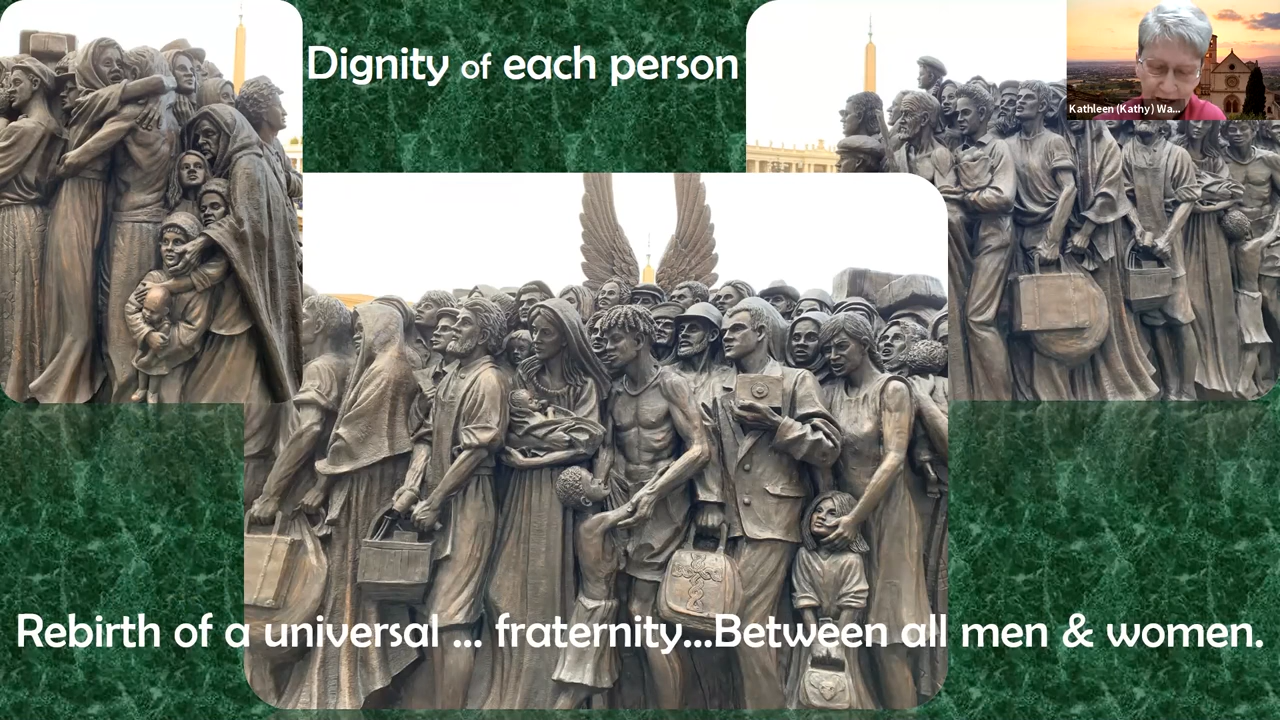 Dignity of each person
Kathleen (Kathy) Wa...
Rebirth of a universal ... fraternity...Between all men & women.